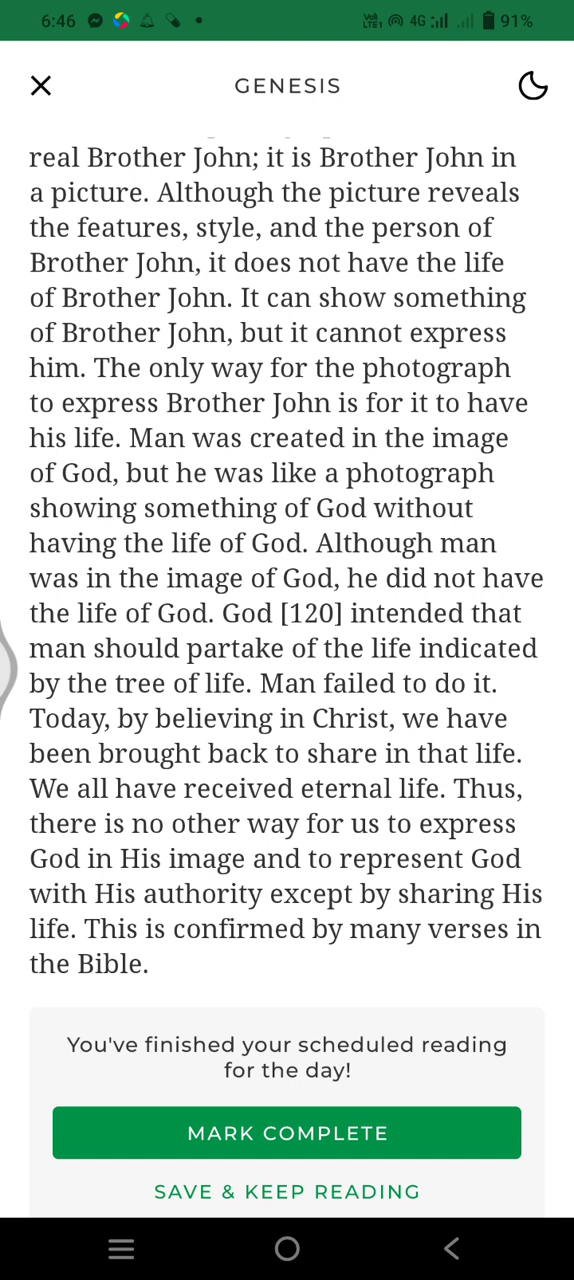 6:46
VoLTE1 4G 91%
GENESIS
real Brother John; it is Brother John in
a picture. Although the picture reveals
the features, style, and the person of
Brother John, it does not have the life
of Brother John. It can show something
of Brother John, but it cannot express
him. The only way for the photograph
to express Brother John is for it to have
his life. Man was created in the image
of God, but he was like a photograph
showing something of God without
having the life of God. Although man
was in the image of God, he did not have
the life of God. God [120] intended that
man should partake of the life indicated
by the tree of life. Man failed to do it.
Today, by believing in Christ, we have
been brought back to share in that life.
We all have received eternal life. Thus,
there is no other way for us to express
God in His image and to represent God
with His authority except by sharing His
life. This is confirmed by many verses in
the Bible.
You've finished your scheduled reading
for the day!
MARK COMPLETE
SAVE & KEEP READING